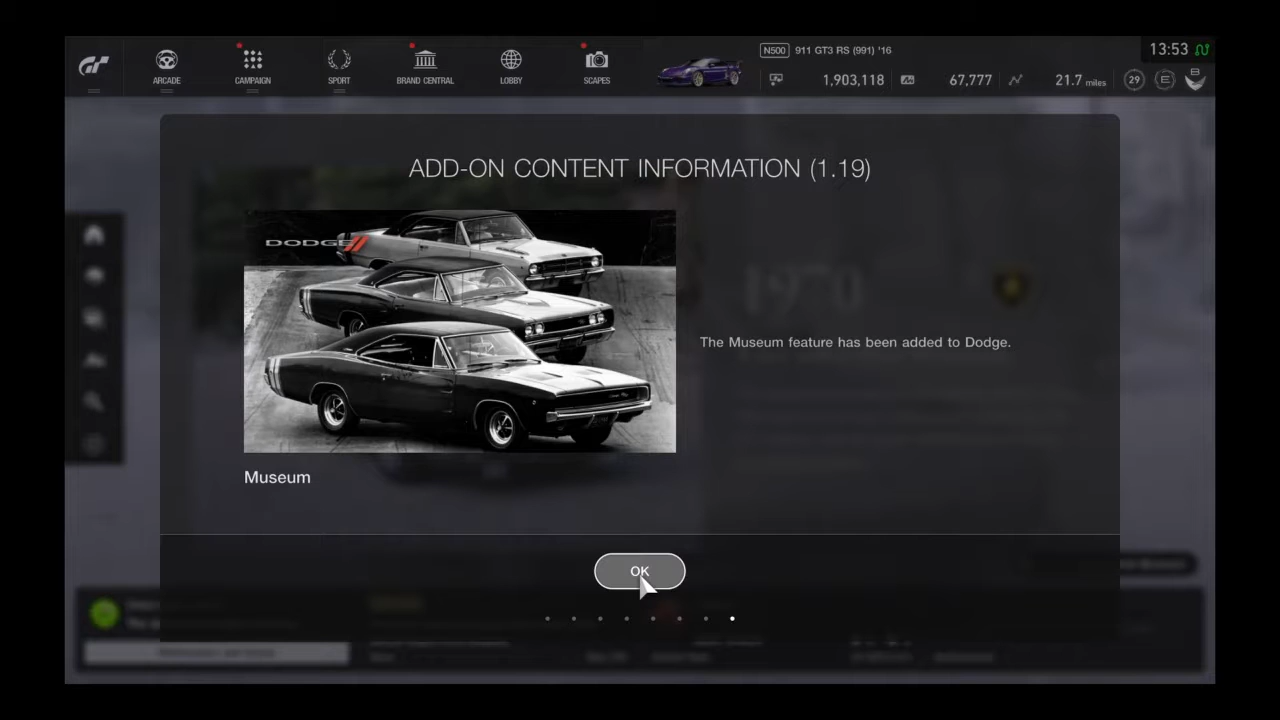 GT
N500 911 GT3 RS (991) '16
13:53
ARCADE
CAMPAIGN
SPORT
BRAND CENTRAL
LOBBY
SCAPES
1,903,118
67,777
21.7 miles
29
E
B
ADD-ON CONTENT INFORMATION (1.19)
DODGE
The Museum feature has been added to Dodge.
Museum
1970
OK